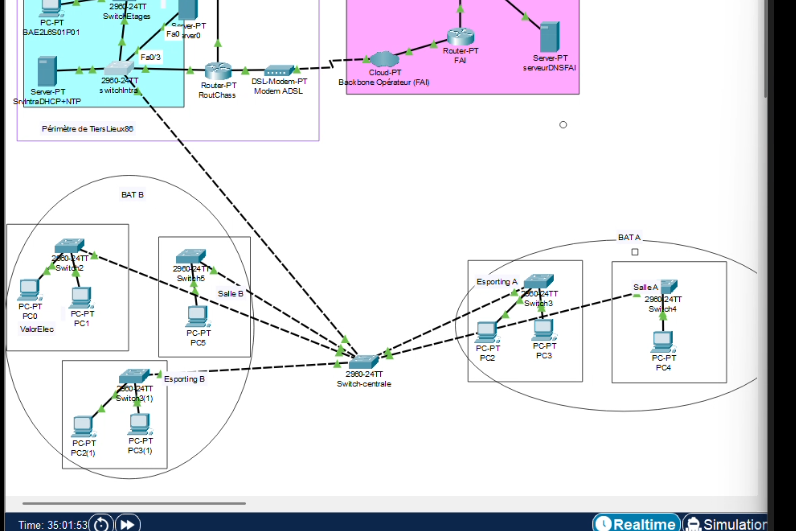 2960-24TT
SwitchEtages
PC-PT
BAE2L6S01P01
Server-PT
Fa0
Server0
Fa0/3
2960-24TT
switchIntra
Server-PT
SrvIntraDHCP+NTP
Router-PT
RoutChass
DSL-Modem-PT
Modem ADSL
Cloud-PT
Backbone Opérateur (FAI)
Router-PT
FAI
Server-PT
serveurDNSFAI
Périmètre de TiersLieux86
BAT B
BAT A
2960-24TT
Switch2
PC-PT
PC0
PC-PT
PC1
ValorElec
2960-24TT
Switch5
Salle B
PC-PT
PC5
2960-24TT
Switch3(1)
Esporting B
PC-PT
PC2(1)
PC-PT
PC3(1)
2960-24TT
Switch-centrale
Esporting A
2960-24TT
Switch3
PC-PT
PC2
PC-PT
PC3
Salle A
2960-24TT
Switch4
PC-PT
PC4
Time: 35:01:53
Realtime
Simulation